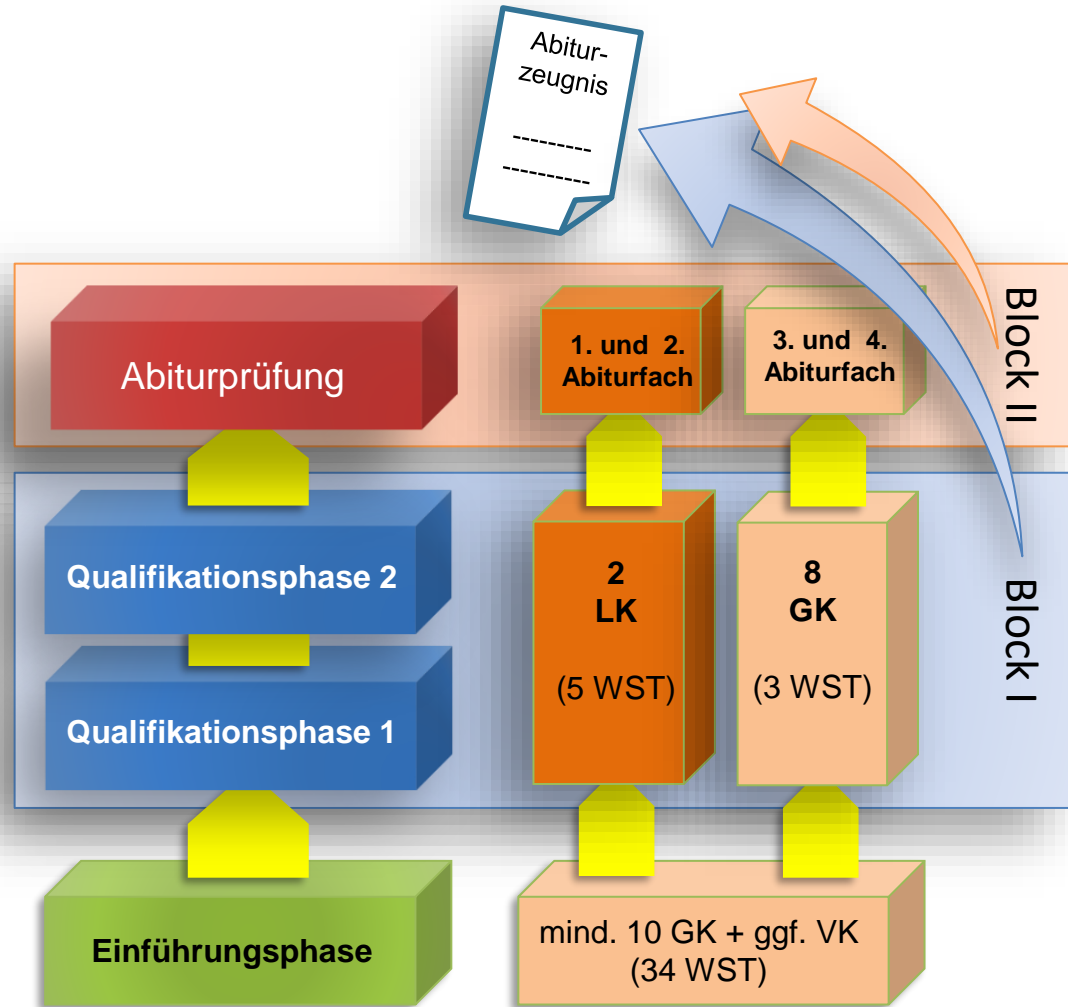 Abitur-
zeugnis
---------
----------
Abiturprüfung
1. und 2.
Abiturfach
3. und 4.
Abiturfach
Block II
Qualifikationsphase 2
Qualifikationsphase 1
2
LK
(5 WST)
8
GK
(3 WST)
Block I
Einführungsphase
mind. 10 GK + ggf. VK
(34 WST)